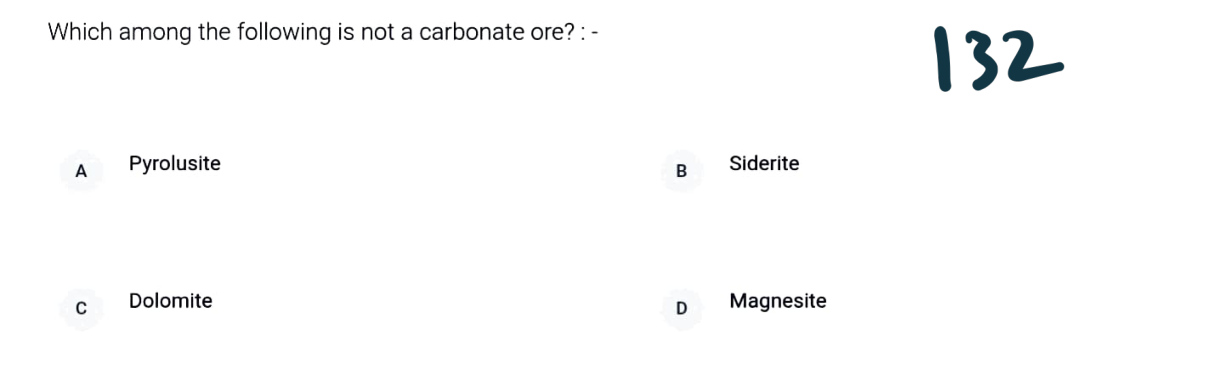 Which among the following is not a carbonate ore? : -
132
A Pyrolusite
B Siderite
C Dolomite
D Magnesite